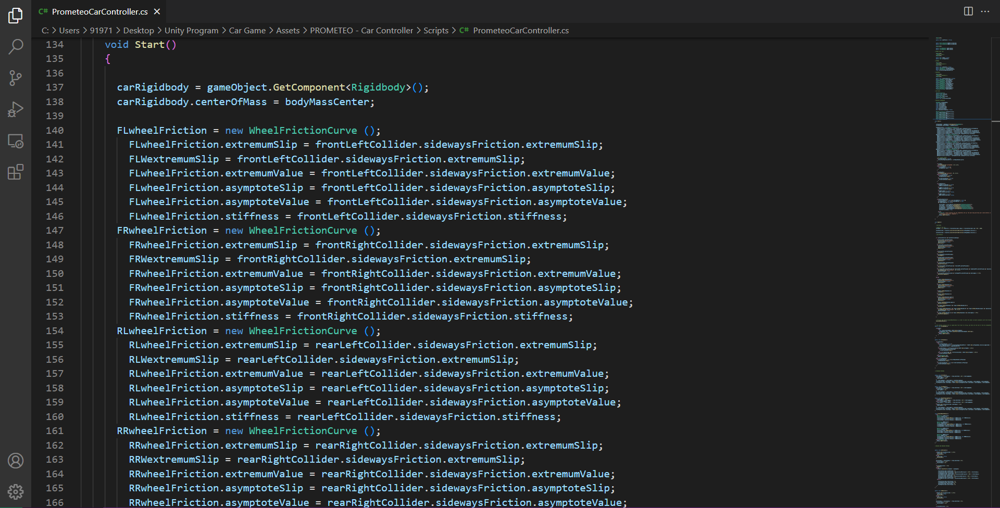 C# PrometeoCarController.cs
C: > Users > 91971 > Desktop > Unity Program > Car Game > Assets > PROMETEO - Car Controller > Scripts > C# PrometeoCarController.cs
134 void Start()
135 {
136
137 carRigidbody = gameObject.GetComponent<Rigidbody>();
138 carRigidbody.centerOfMass = bodyMassCenter;
139
140 FLwheelFriction = new WheelFrictionCurve ();
141 FLwheelFriction.extremumSlip = frontLeftCollider.sidewaysFriction.extremumSlip;
142 FLWextremumSlip = frontLeftCollider.sidewaysFriction.extremumSlip;
143 FLwheelFriction.extremumValue = frontLeftCollider.sidewaysFriction.extremumValue;
144 FLwheelFriction.asymptoteSlip = frontLeftCollider.sidewaysFriction.asymptoteSlip;
145 FLwheelFriction.asymptoteValue = frontLeftCollider.sidewaysFriction.asymptoteValue;
146 FLwheelFriction.stiffness = frontLeftCollider.sidewaysFriction.stiffness;
147 FRwheelFriction = new WheelFrictionCurve ();
148 FRwheelFriction.extremumSlip = frontRightCollider.sidewaysFriction.extremumSlip;
149 FRWextremumSlip = frontRightCollider.sidewaysFriction.extremumSlip;
150 FRwheelFriction.extremumValue = frontRightCollider.sidewaysFriction.extremumValue;
151 FRwheelFriction.asymptoteSlip = frontRightCollider.sidewaysFriction.asymptoteSlip;
152 FRwheelFriction.asymptoteValue = frontRightCollider.sidewaysFriction.asymptoteValue;
153 FRwheelFriction.stiffness = frontRightCollider.sidewaysFriction.stiffness;
154 RLwheelFriction = new WheelFrictionCurve ();
155 RLwheelFriction.extremumSlip = rearLeftCollider.sidewaysFriction.extremumSlip;
156 RLWextremumSlip = rearLeftCollider.sidewaysFriction.extremumSlip;
157 RLwheelFriction.extremumValue = rearLeftCollider.sidewaysFriction.extremumValue;
158 RLwheelFriction.asymptoteSlip = rearLeftCollider.sidewaysFriction.asymptoteSlip;
159 RLwheelFriction.asymptoteValue = rearLeftCollider.sidewaysFriction.asymptoteValue;
160 RLwheelFriction.stiffness = rearLeftCollider.sidewaysFriction.stiffness;
161 RRwheelFriction = new WheelFrictionCurve ();
162 RRwheelFriction.extremumSlip = rearRightCollider.sidewaysFriction.extremumSlip;
163 RRWextremumSlip = rearRightCollider.sidewaysFriction.extremumSlip;
164 RRwheelFriction.extremumValue = rearRightCollider.sidewaysFriction.extremumValue;
165 RRwheelFriction.asymptoteSlip = rearRightCollider.sidewaysFriction.asymptoteSlip;
166 RRwheelFriction.asymptoteValue = rearRightCollider.sidewaysFriction.asymptoteValue;